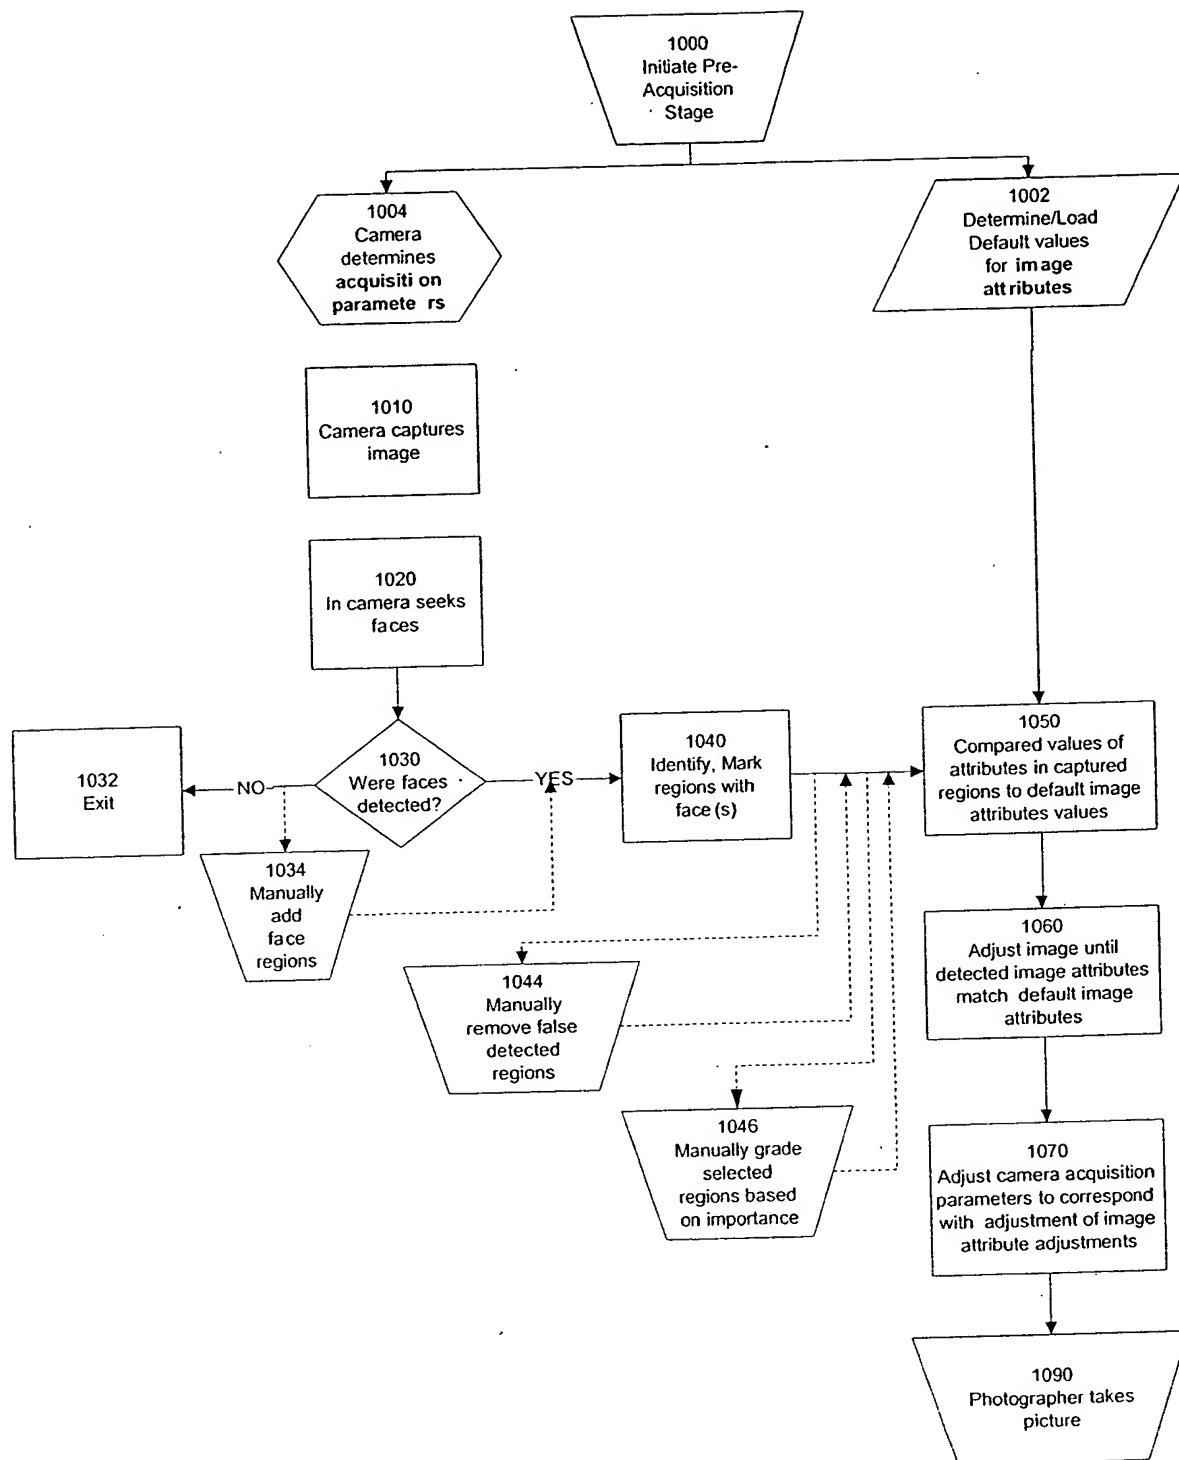 1000
Initiate Pre-
Acquisition
Stage
1004
Camera
determines
acquisiti on
paramete rs
1002
Determine/Load
Default values
for image
attributes
1010
Camera captures
image
1020
In camera seeks
faces
1030
Were faces
detected?
NO
YES
1032
Exit
1034
Manually
add
face
regions
1040
Identify, Mark
regions with
face(s)
1044
Manually
remove false
detected
regions
1046
Manually grade
selected
regions based
on importance
1050
Compared values of
attributes in captured
regions to default image
attributes values
1060
Adjust image until
detected image attributes
match default image
attributes
1070
Adjust camera acquisition
parameters to correspond
with adjustment of image
attribute adjustments
1090
Photographer takes
picture